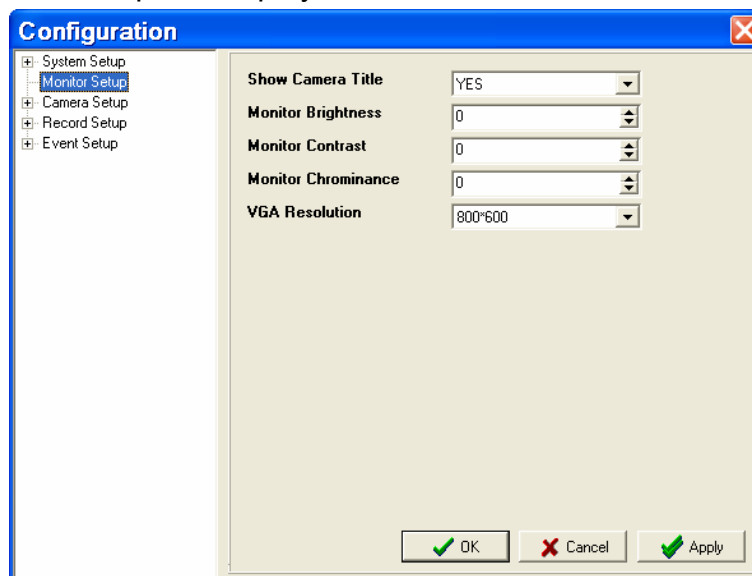 Configuration
System Setup
Monitor Setup
Camera Setup
Record Setup
Event Setup
Show Camera Title YES
Monitor Brightness 0
Monitor Contrast 0
Monitor Chrominance 0
VGA Resolution 800*600
OK Cancel Apply